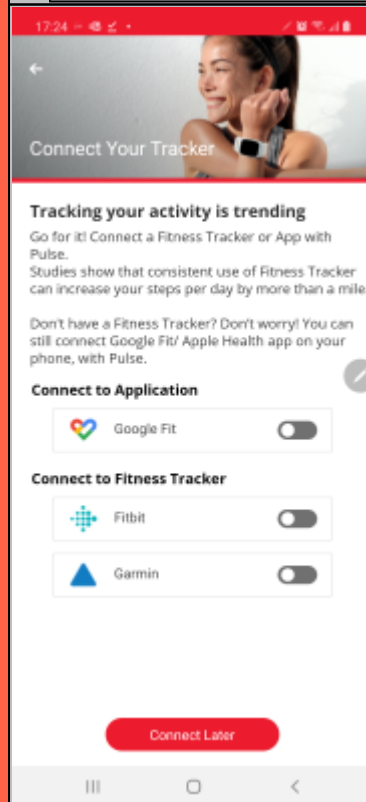 17:24
Connect Your Tracker
Tracking your activity is trending
Go for it! Connect a Fitness Tracker or App with
Pulse.
Studies show that consistent use of Fitness Tracker
can increase your steps per day by more than a mile
Don't have a Fitness Tracker? Don't worry! You can
still connect Google Fit/ Apple Health app on your
phone, with Pulse.
Connect to Application
Google Fit
Connect to Fitness Tracker
Fitbit
Garmin
Connect Later